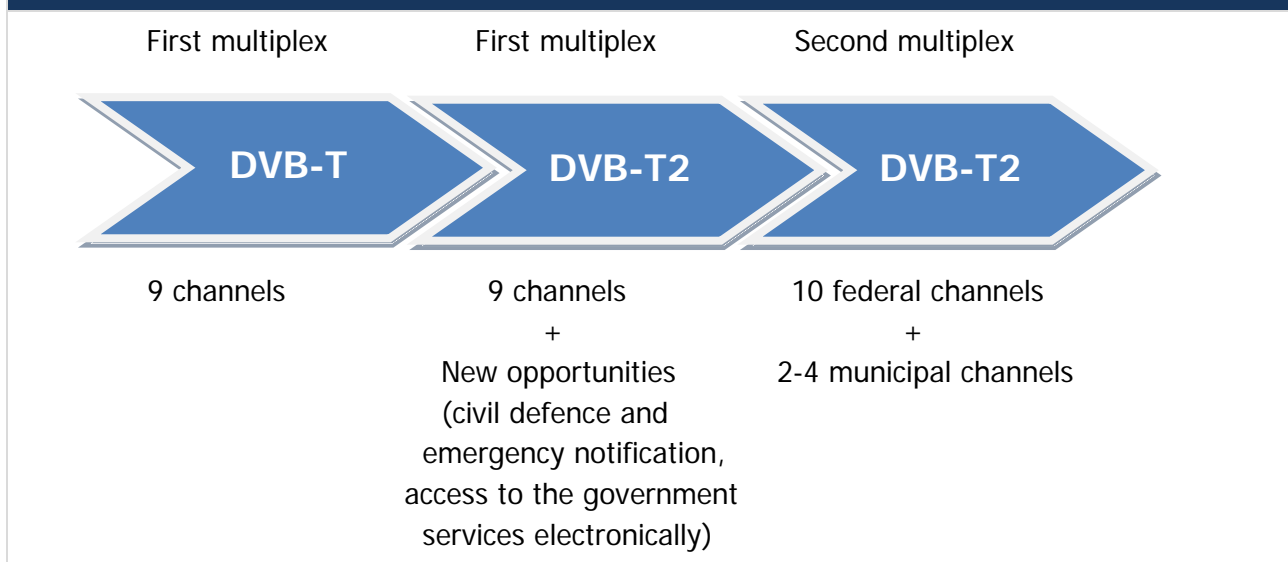 First multiplex
First multiplex
Second multiplex
DVB-T
DVB-T2
DVB-T2
9 channels
9 channels
+
New opportunities
(civil defence and
emergency notification,
access to the government
services electronically)
10 federal channels
+
2-4 municipal channels